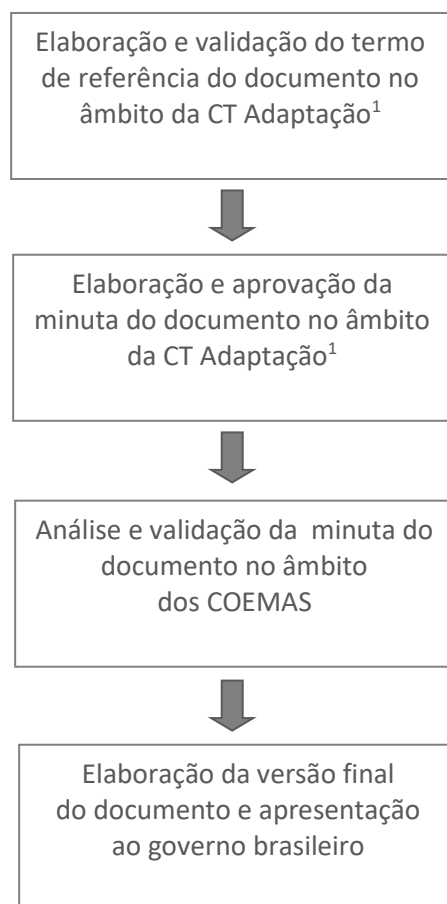 Elaboração e validação do termo
de referência do documento no
âmbito da CT Adaptação¹
Elaboração e aprovação da
minuta do documento no âmbito
da CT Adaptação¹
Análise e validação da  minuta do
documento no âmbito
dos COEMAS
Elaboração da versão final
do documento e apresentação
ao governo brasileiro